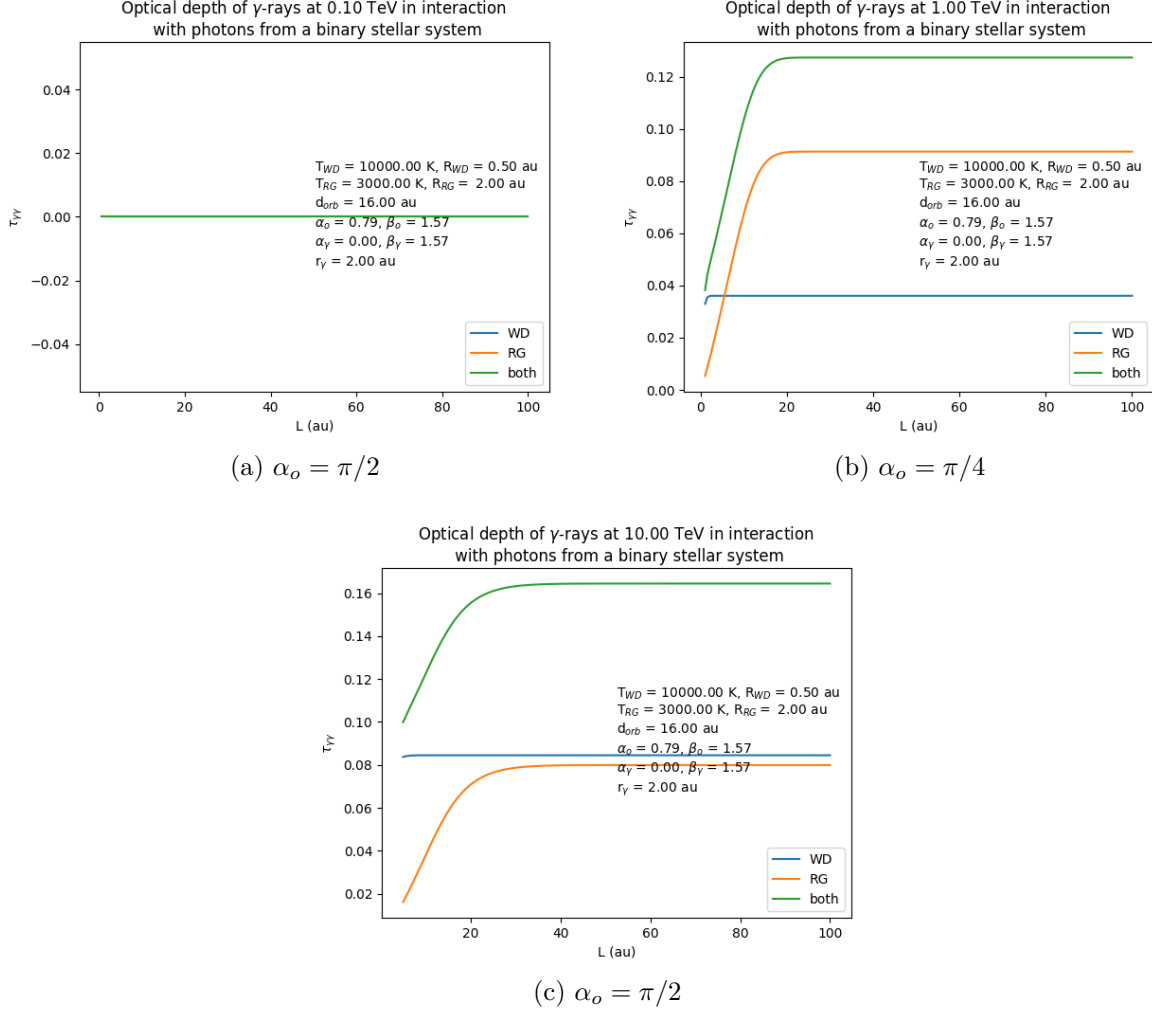 Optical depth of γ-rays at 0.10 TeV in interaction
with photons from a binary stellar system
0.04
0.02
0.00
−0.02
−0.04
τγγ
T_WD = 10000.00 K, R_WD = 0.50 au
T_RG = 3000.00 K, R_RG = 2.00 au
d_orb = 16.00 au
α_o = 0.79, β_o = 1.57
α_γ = 0.00, β_γ = 1.57
r_γ = 2.00 au
WD
RG
both
0 20 40 60 80 100
L (au)
(a) α_o = π/2
Optical depth of γ-rays at 1.00 TeV in interaction
with photons from a binary stellar system
0.12
0.10
0.08
0.06
0.04
0.02
0.00
τγγ
T_WD = 10000.00 K, R_WD = 0.50 au
T_RG = 3000.00 K, R_RG = 2.00 au
d_orb = 16.00 au
α_o = 0.79, β_o = 1.57
α_γ = 0.00, β_γ = 1.57
r_γ = 2.00 au
WD
RG
both
0 20 40 60 80 100
L (au)
(b) α_o = π/4
Optical depth of γ-rays at 10.00 TeV in interaction
with photons from a binary stellar system
0.16
0.14
0.12
0.10
0.08
0.06
0.04
0.02
τγγ
T_WD = 10000.00 K, R_WD = 0.50 au
T_RG = 3000.00 K, R_RG = 2.00 au
d_orb = 16.00 au
α_o = 0.79, β_o = 1.57
α_γ = 0.00, β_γ = 1.57
r_γ = 2.00 au
WD
RG
both
20 40 60 80 100
L (au)
(c) α_o = π/2